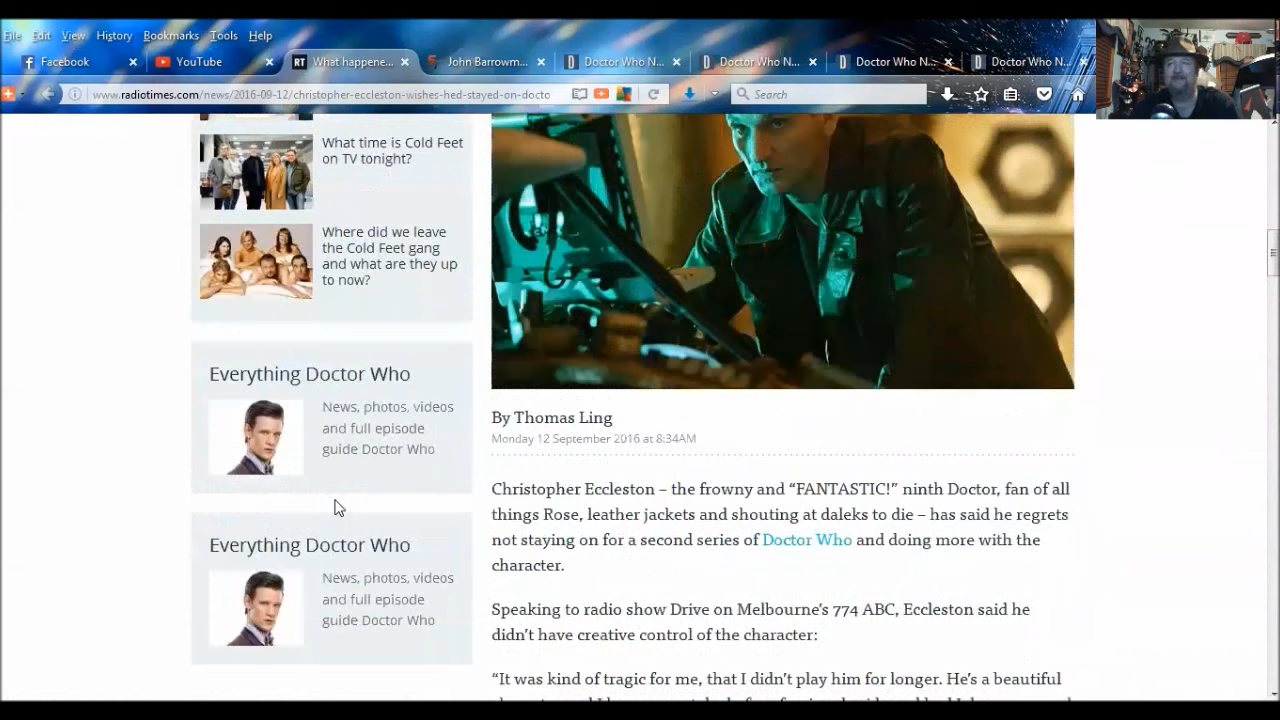 File Edit View History Bookmarks Tools Help
Facebook YouTube RT What happene... John Barrowm... Doctor Who N... Doctor Who N... Doctor Who N... Doctor Who N...
www.radiotimes.com/news/2016-09-12/christopher-eccleston-wishes-hed-stayed-on-docto Search
What time is Cold Feet
on TV tonight?
Where did we leave
the Cold Feet gang
and what are they up
to now?
Everything Doctor Who
News, photos, videos
and full episode
guide Doctor Who
Everything Doctor Who
News, photos, videos
and full episode
guide Doctor Who
By Thomas Ling
Monday 12 September 2016 at 8:34AM
Christopher Eccleston – the frowny and “FANTASTIC!” ninth Doctor, fan of all
things Rose, leather jackets and shouting at daleks to die – has said he regrets
not staying on for a second series of Doctor Who and doing more with the
character.
Speaking to radio show Drive on Melbourne’s 774 ABC, Eccleston said he
didn’t have creative control of the character:
“It was kind of tragic for me, that I didn’t play him for longer. He’s a beautiful